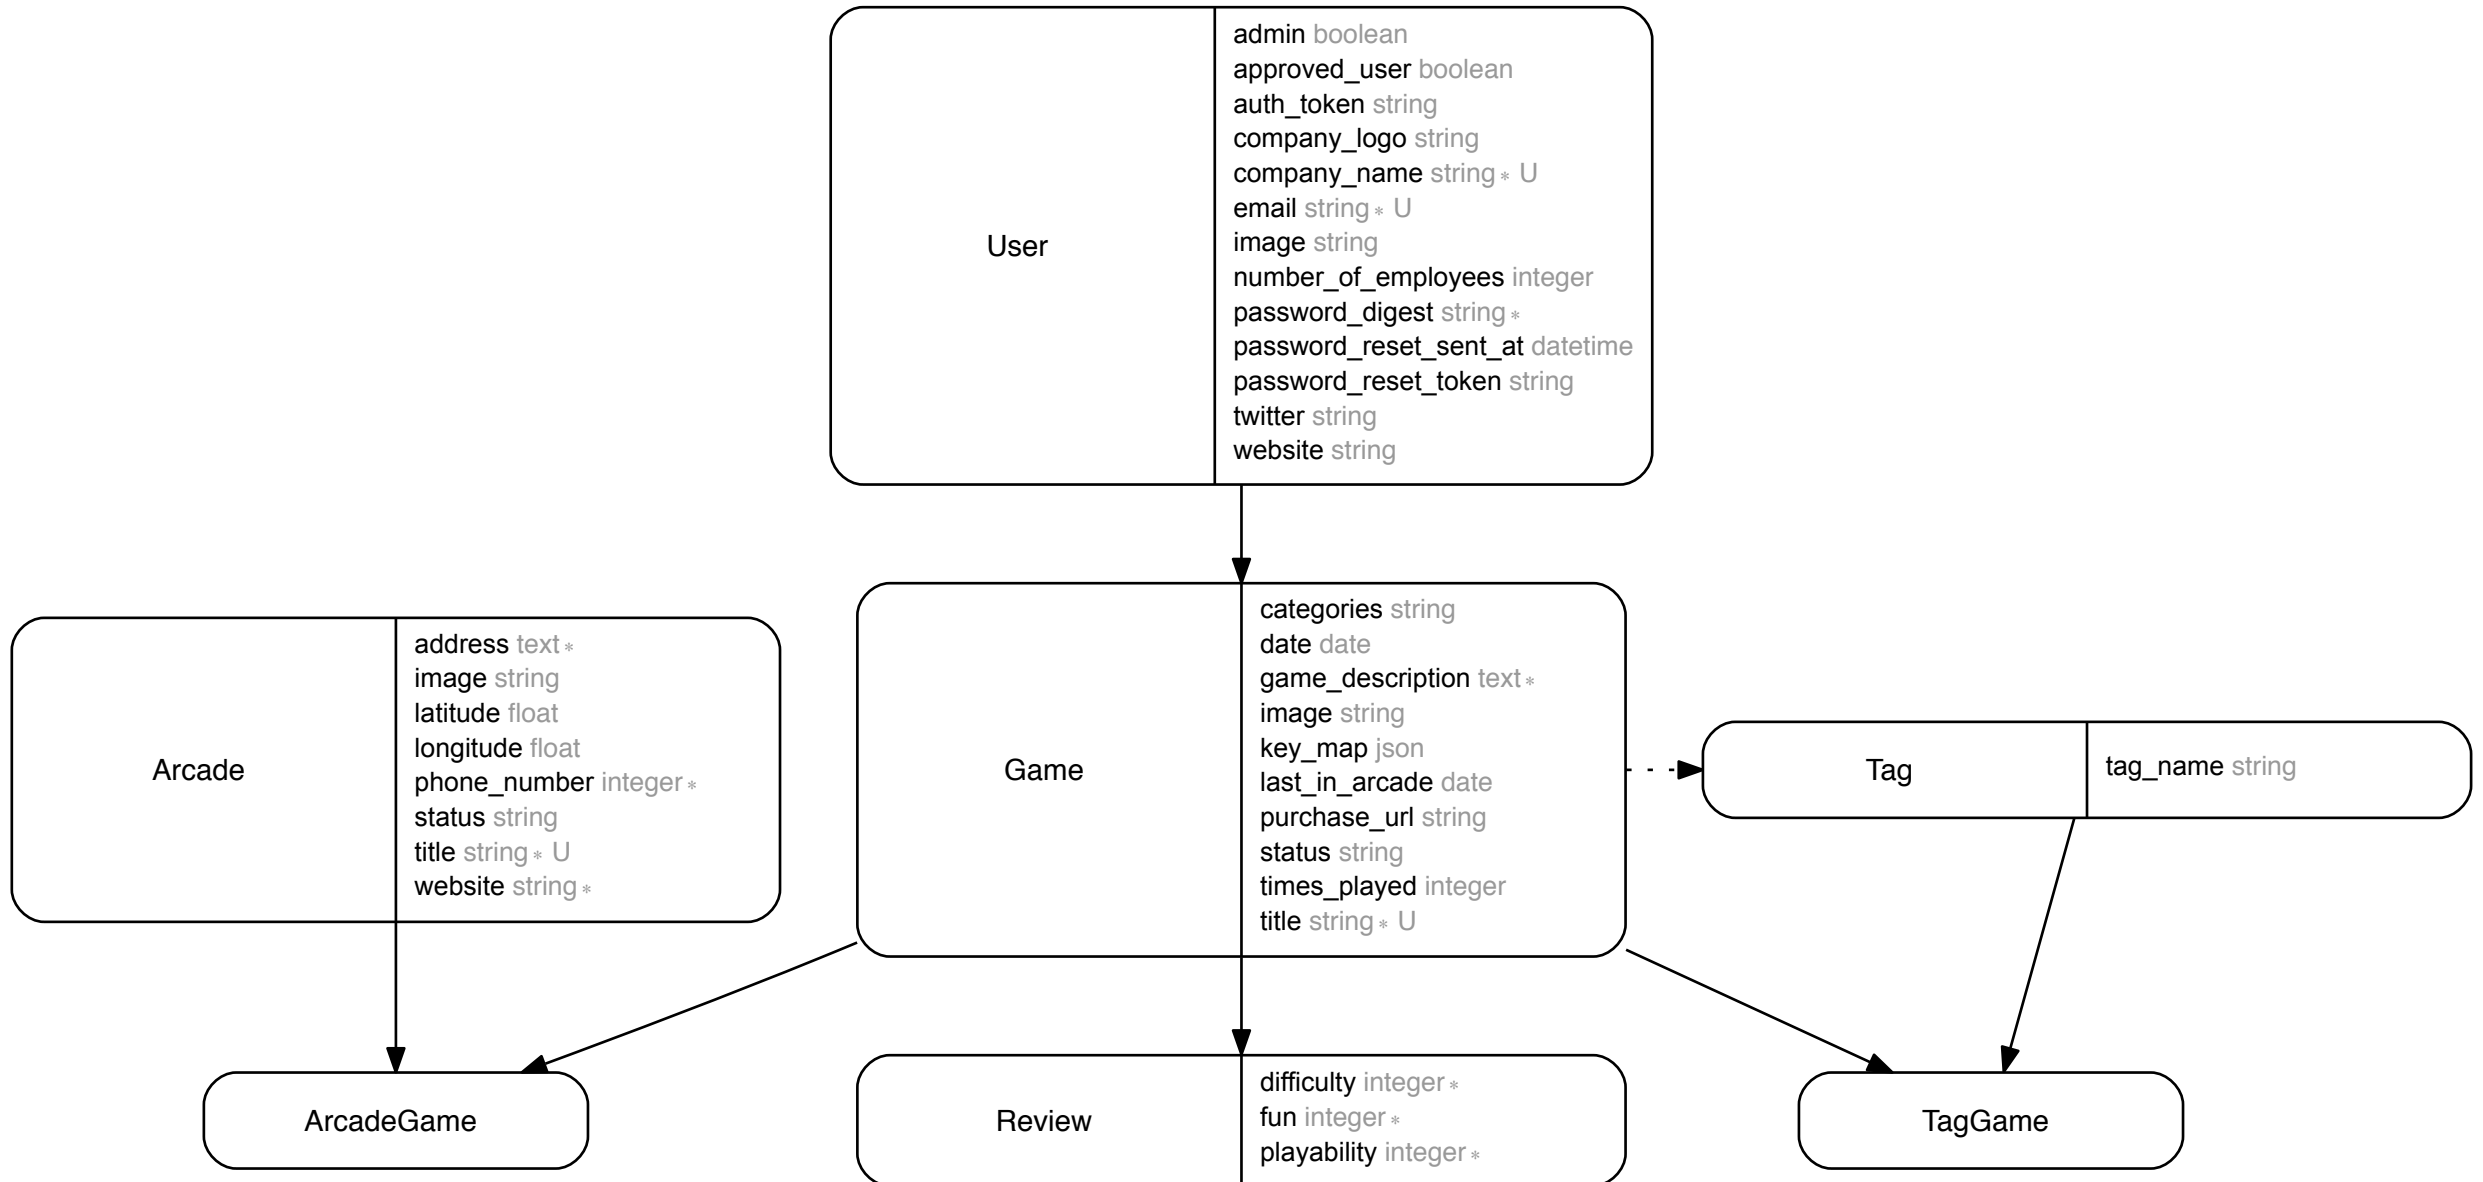 User
admin boolean
approved_user boolean
auth_token string
company_logo string
company_name string∗ U
email string∗ U
image string
number_of_employees integer
password_digest string∗
password_reset_sent_at datetime
password_reset_token string
twitter string
website string
Arcade
address text∗
image string
latitude float
longitude float
phone_number integer∗
status string
title string∗ U
website string∗
Game
categories string
date date
game_description text∗
image string
key_map json
last_in_arcade date
purchase_url string
status string
times_played integer
title string∗ U
Tag
tag_name string
ArcadeGame
Review
difficulty integer∗
fun integer∗
playability integer∗
TagGame